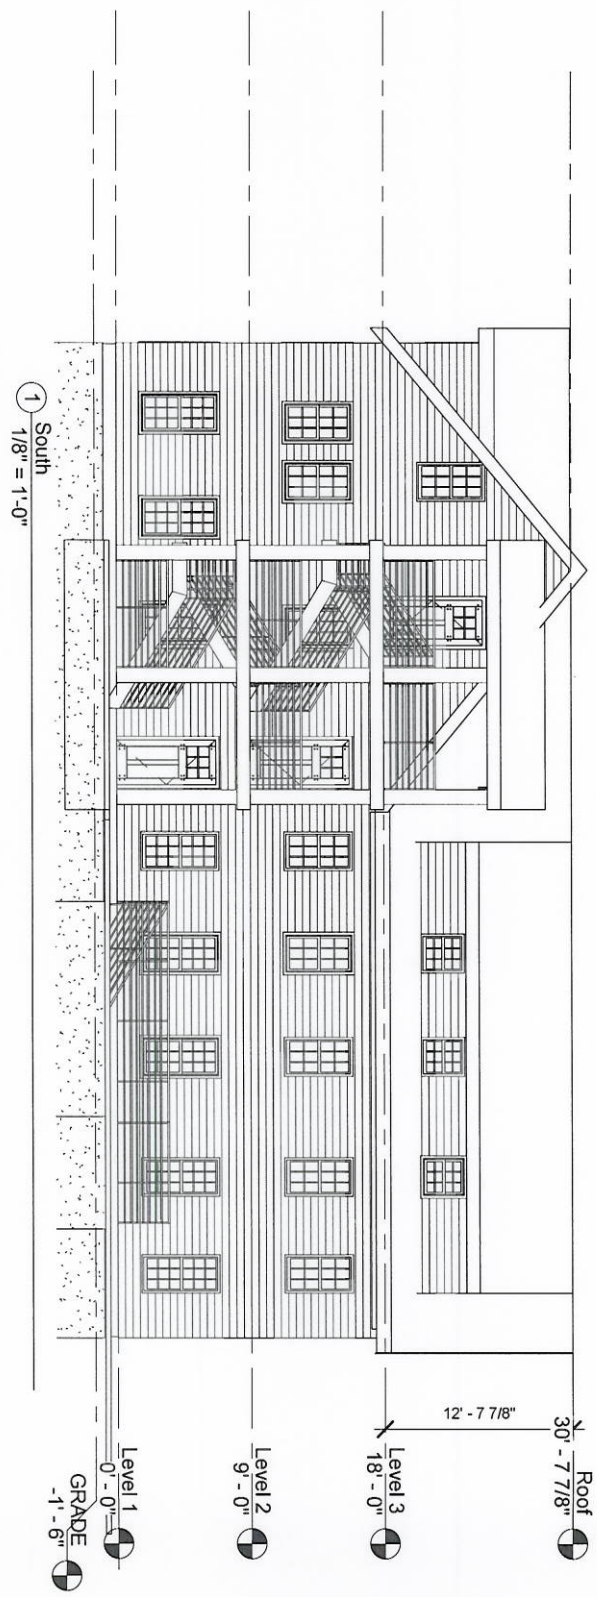 Roof
30' - 7 7/8"
12' - 7 7/8"
Level 3
18' - 0"
Level 2
9' - 0"
Level 1
0' - 0"
GRADE
-1' - 6"
1
South
1/8" = 1'-0"